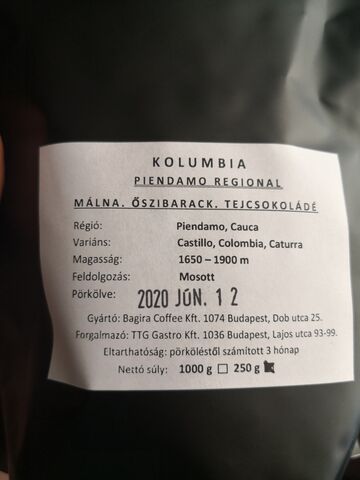 KOLUMBIA
PIENDAMO REGIONAL
MÁLNA. ŐSZIBARACK. TEJCSOKOLÁDÉ
Régió: Piendamo, Cauca
Variáns: Castillo, Colombia, Caturra
Magasság: 1650 – 1900 m
Feldolgozás: Mosott
Pörkölve: 2020 JÚN. 12
Gyártó: Bagira Coffee Kft. 1074 Budapest, Dob utca 25.
Forgalmazó: TTG Gastro Kft. 1036 Budapest, Lajos utca 93-99.
Eltarthatóság: pörköléstől számított 3 hónap
Nettó súly: 1000 g ☐ 250 g ■